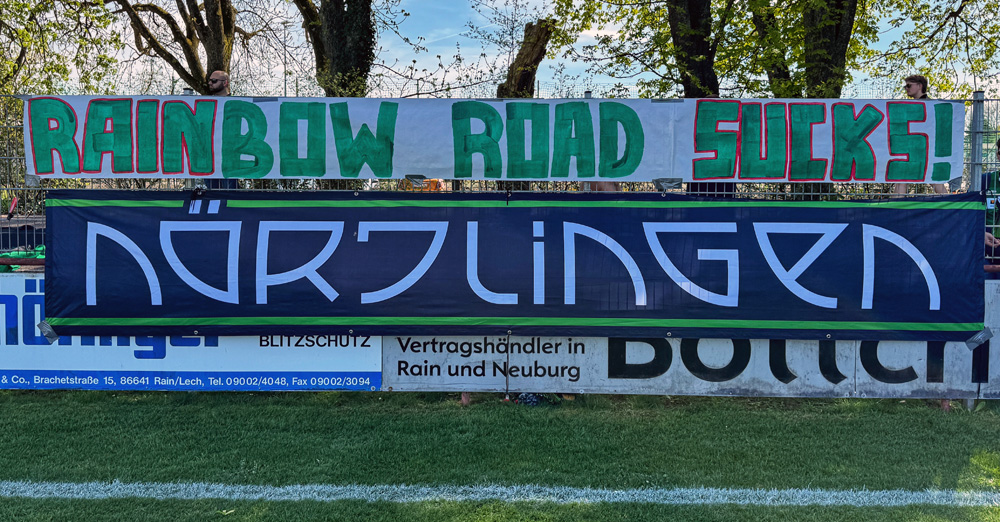 RAINBOW ROAD SUCKS!
NÖRDLINGEN
BLITZSCHUTZ
& Co., Brachetstraße 15, 86641 Rain/Lech, Tel. 09002/4048, Fax 09002/3094
Vertragshändler in
Rain und Neuburg